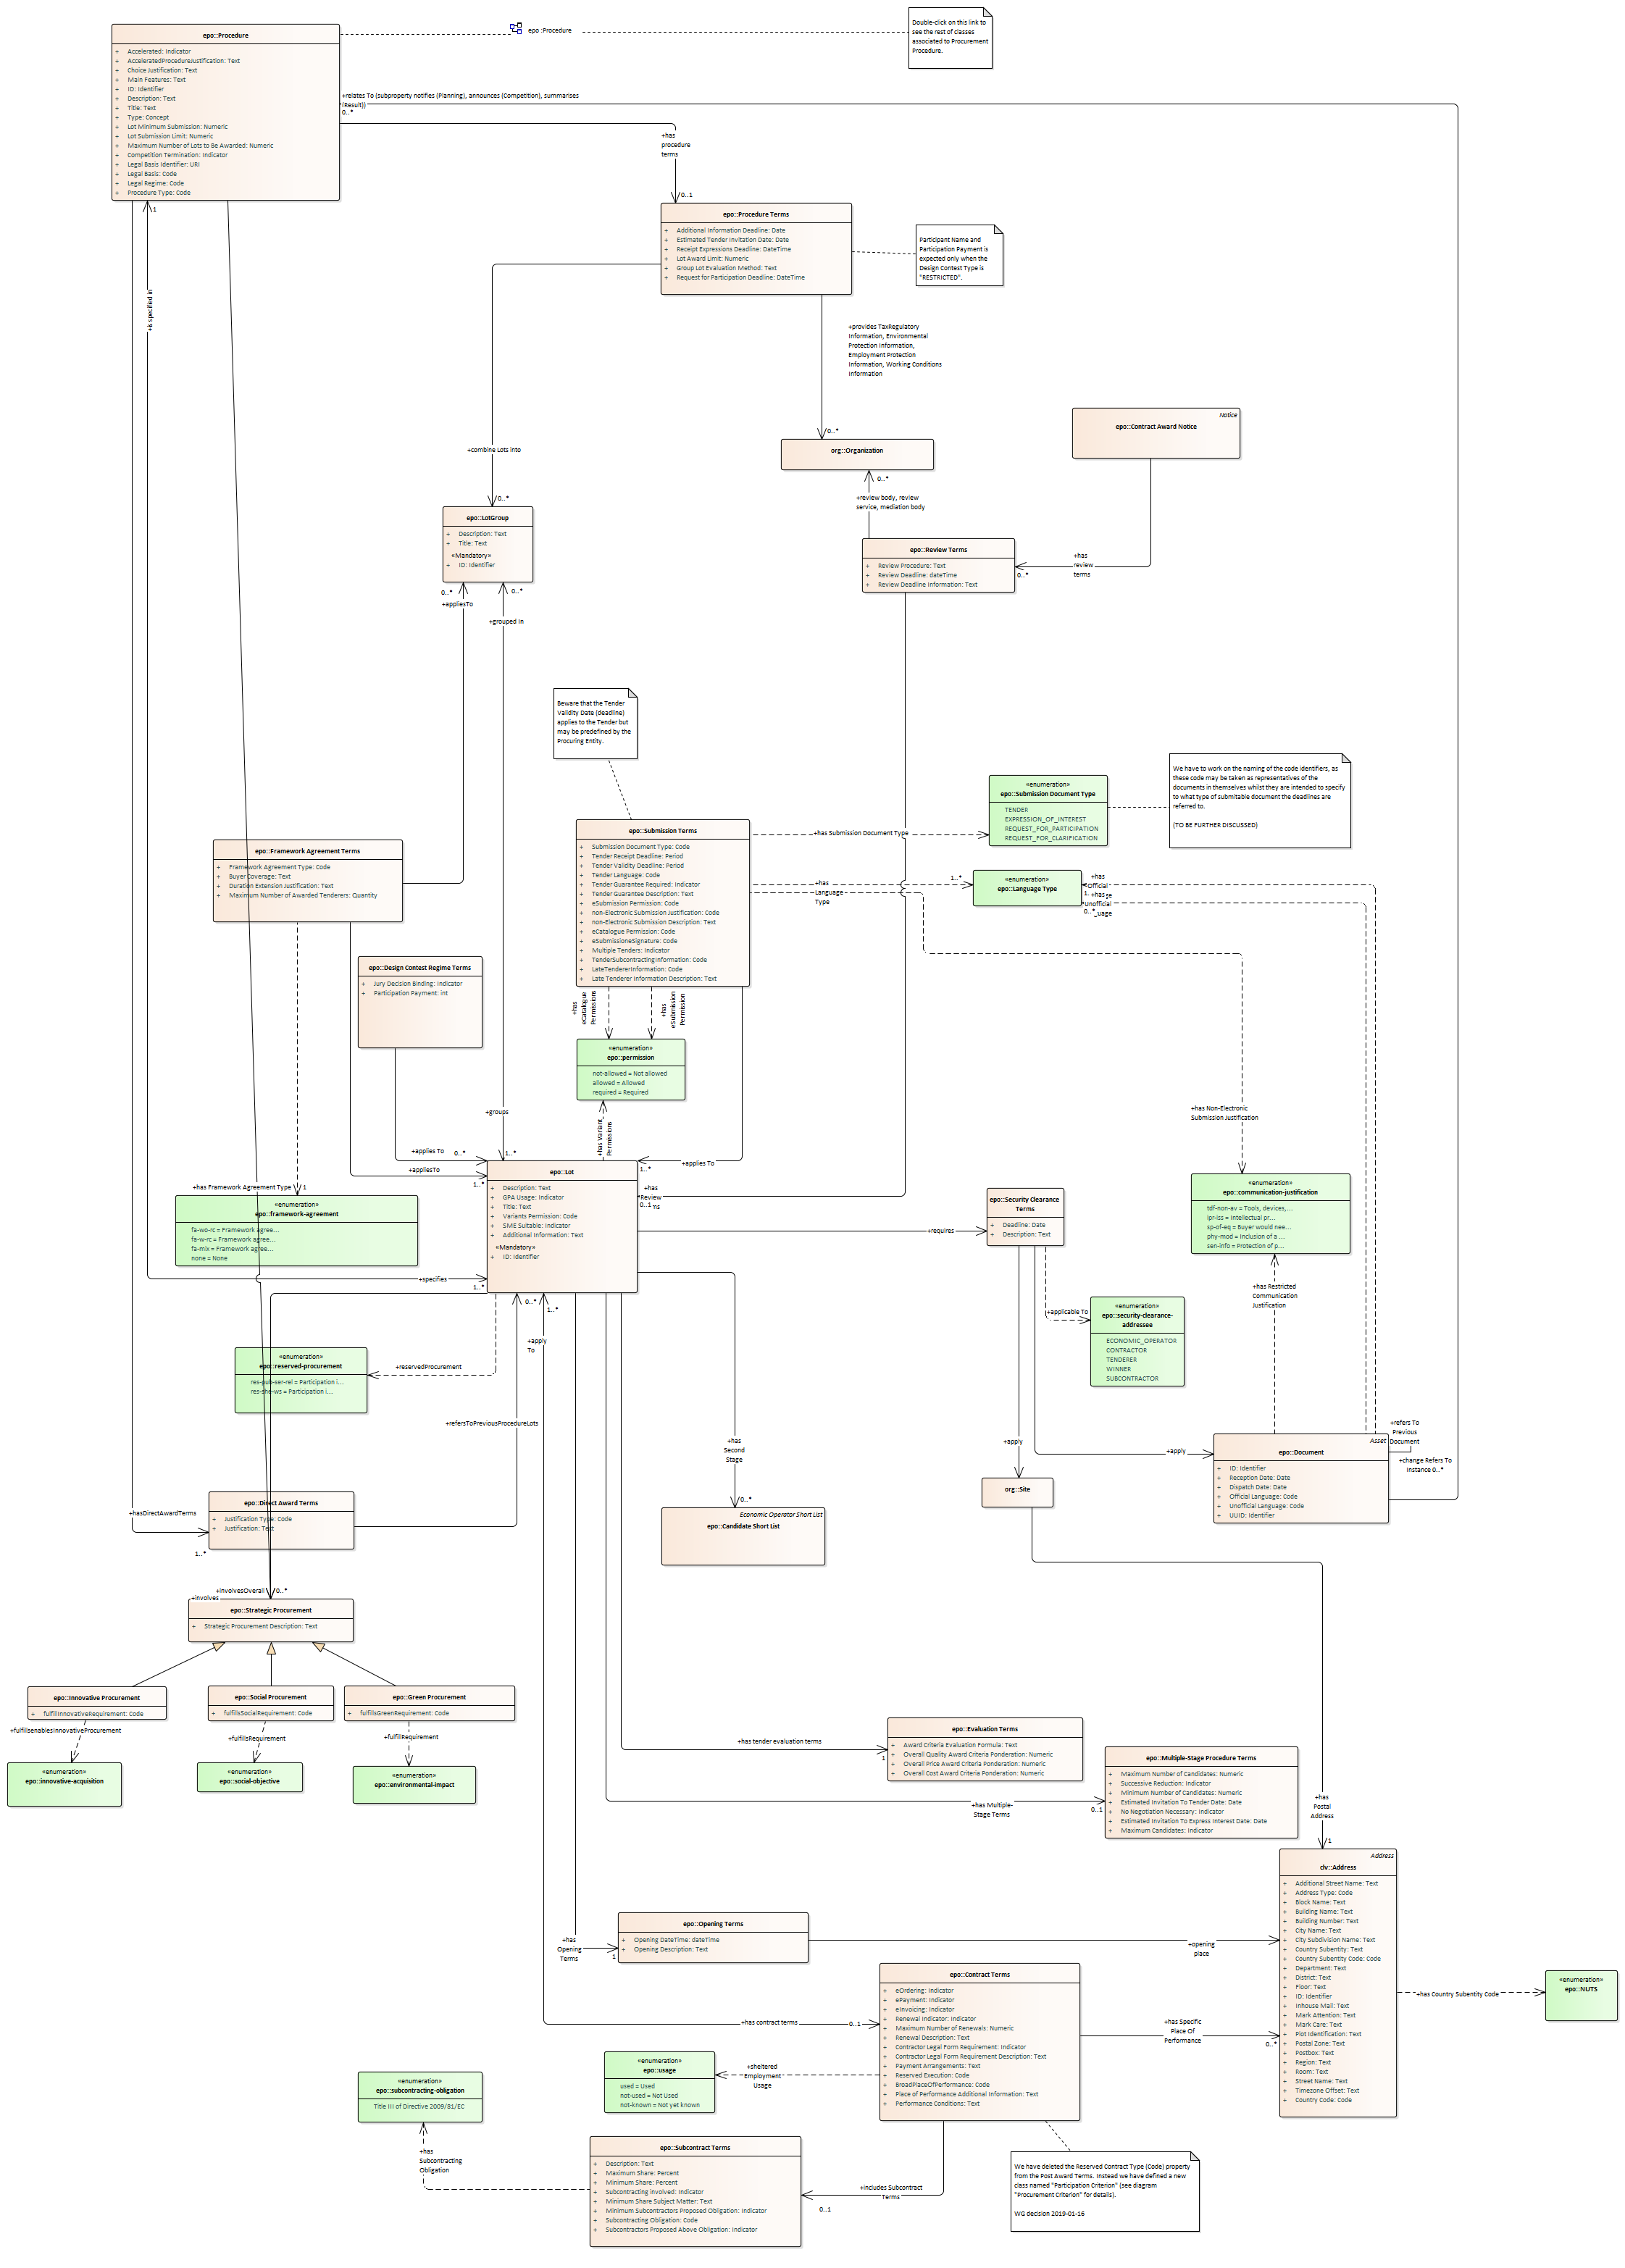 epo::Procedure
+ Accelerated: Indicator
+ AcceleratedProcedureJustification: Text
+ Choice Justification: Text
+ Main Features: Text
+ ID: Identifier
+ Description: Text
+ Title: Text
+ Type: Concept
+ Lot Minimum Submission: Numeric
+ Lot Submission Limit: Numeric
+ Maximum Number of Lots to Be Awarded: Numeric
+ Competition Termination: Indicator
+ Legal Basis Identifier: URI
+ Legal Basis: Code
+ Legal Regime: Code
+ Procedure Type: Code
epo :Procedure
Double-click on this link to
see the rest of classes
associated to Procurement
Procedure.
+relates To (subproperty notifies (Planning), announces (Competition), summarises
(Result))
0..*
+has
procedure
terms
0..1
1
+is specified in
epo::Procedure Terms
+ Additional Information Deadline: Date
+ Estimated Tender Invitation Date: Date
+ Receipt Expressions Deadline: DateTime
+ Lot Award Limit: Numeric
+ Group Lot Evaluation Method: Text
+ Request for Participation Deadline: DateTime
Participant Name and
Participation Payment is
expected only when the
Design Contest Type is
"RESTRICTED".
+provides TaxRegulatory
Information, Environmental
Protection Information,
Employment Protection
Information, Working Conditions
Information
0..*
+combine Lots into
0..*
org::Organization
0..*
+review body, review
service, mediation body
Notice
epo::Contract Award Notice
epo::LotGroup
+ Description: Text
+ Title: Text
«Mandatory»
+ ID: Identifier
epo::Review Terms
+ Review Procedure: Text
+ Review Deadline: dateTime
+ Review Deadline Information: Text
0..*
+has
review
terms
0..*
+appliesTo
0..*
+grouped in
Beware that the Tender
Validity Date (deadline)
applies to the Tender but
may be predefined by the
Procuring Entity.
epo::Submission Terms
+ Submission Document Type: Code
+ Tender Receipt Deadline: Period
+ Tender Validity Deadline: Period
+ Tender Language: Code
+ Tender Guarantee Required: Indicator
+ Tender Guarantee Description: Text
+ eSubmission Permission: Code
+ non-Electronic Submission Justification: Code
+ non-Electronic Submission Description: Text
+ eCatalogue Permission: Code
+ eSubmissioneSignature: Code
+ Multiple Tenders: Indicator
+ TenderSubcontractingInformation: Code
+ LateTendererInformation: Code
+ Late Tenderer Information Description: Text
+has Submission Document Type
«enumeration»
epo::Submission Document Type
TENDER
EXPRESSION_OF_INTEREST
REQUEST_FOR_PARTICIPATION
REQUEST_FOR_CLARIFICATION
We have to work on the naming of the code identifiers, as
these code may be taken as representatives of the
documents in themselves whilst they are intended to specify
to what type of submitable document the deadlines are
referred to.
(TO BE FURTHER DISCUSSED)
+has
Language
Type
1..*
«enumeration»
epo::Language Type
+has
Official
+has
Unofficial
0..*
epo::Framework Agreement Terms
+ Framework Agreement Type: Code
+ Buyer Coverage: Text
+ Duration Extension Justification: Text
+ Maximum Number of Awarded Tenderers: Quantity
epo::Design Contest Regime Terms
+ Jury Decision Binding: Indicator
+ Participation Payment: int
+has
eCatalogue
Permissions
+has
eSubmission
Permission
«enumeration»
epo::permission
not-allowed = Not allowed
allowed = Allowed
required = Required
+has Variant
Permissions
+groups
1..*
+applies To
0..*
+appliesTo
1..*
+applies To
1..*
+has Non-Electronic
Submission Justification
+has Framework Agreement Type
1
«enumeration»
epo::framework-agreement
fa-wo-rc = Framework agree...
fa-w-rc = Framework agree...
fa-mix = Framework agree...
none = None
epo::Lot
+ Description: Text
+ GPA Usage: Indicator
+ Title: Text
+ Variants Permission: Code
+ SME Suitable: Indicator
+ Additional Information: Text
«Mandatory»
+ ID: Identifier
+has
Review
0..1
+requires
epo::Security Clearance
Terms
+ Deadline: Date
+ Description: Text
«enumeration»
epo::communication-justification
tdf-non-av = Tools, devices,...
ipr-iss = Intellectual pr...
sp-of-eq = Buyer would nee...
phy-mod = Inclusion of a ...
sen-info = Protection of p...
+specifies
1..*
+has Restricted
Communication
Justification
+applicable To
«enumeration»
epo::security-clearance-
addressee
ECONOMIC_OPERATOR
CONTRACTOR
TENDERER
WINNER
SUBCONTRACTOR
0..*
1..*
+apply
To
«enumeration»
epo::reserved-procurement
res-pub-ser-rel = Participation i...
res-she-ws = Participation i...
+reservedProcurement
+refersToPreviousProcedureLots
+has
Second
Stage
0..*
+apply
+apply
+refers To
Previous
Document
+change Refers To
Instance 0..*
Asset
epo::Document
+ ID: Identifier
+ Reception Date: Date
+ Dispatch Date: Date
+ Official Language: Code
+ Unofficial Language: Code
+ UUID: Identifier
org::Site
Economic Operator Short List
epo::Candidate Short List
+hasDirectAwardTerms
1..*
epo::Direct Award Terms
+ Justification Type: Code
+ Justification: Text
+involvesOverall
0..*
+involves
epo::Strategic Procurement
+ Strategic Procurement Description: Text
epo::Innovative Procurement
+ fulfillInnovativeRequirement: Code
epo::Social Procurement
+ fulfillsSocialRequirement: Code
epo::Green Procurement
+ fulfillsGreenRequirement: Code
+fulfillsenablesInnovativeProcurement
+fulfillsRequirement
+fulfillRequirement
«enumeration»
epo::innovative-acquisition
«enumeration»
epo::social-objective
«enumeration»
epo::environmental-impact
+has tender evaluation terms
1
epo::Evaluation Terms
+ Award Criteria Evaluation Formula: Text
+ Overall Quality Award Criteria Ponderation: Numeric
+ Overall Price Award Criteria Ponderation: Numeric
+ Overall Cost Award Criteria Ponderation: Numeric
+has Multiple-
Stage Terms
0..1
epo::Multiple-Stage Procedure Terms
+ Maximum Number of Candidates: Numeric
+ Successive Reduction: Indicator
+ Minimum Number of Candidates: Numeric
+ Estimated Invitation To Tender Date: Date
+ No Negotiation Necessary: Indicator
+ Estimated Invitation To Express Interest Date: Date
+ Maximum Candidates: Indicator
+has
Postal
Address
1
Address
clv::Address
+ Additional Street Name: Text
+ Address Type: Code
+ Block Name: Text
+ Building Name: Text
+ Building Number: Text
+ City Name: Text
+ City Subdivision Name: Text
+ Country Subentity: Text
+ Country Subentity Code: Code
+ Department: Text
+ District: Text
+ Floor: Text
+ ID: Identifier
+ Inhouse Mail: Text
+ Mark Attention: Text
+ Mark Care: Text
+ Plot Identification: Text
+ Postal Zone: Text
+ Postbox: Text
+ Region: Text
+ Room: Text
+ Street Name: Text
+ Timezone Offset: Text
+ Country Code: Code
+has Country Subentity Code
«enumeration»
epo::NUTS
+has
Opening
Terms
1
epo::Opening Terms
+ Opening DateTime: dateTime
+ Opening Description: Text
+opening
place
+has contract terms
0..1
epo::Contract Terms
+ eOrdering: Indicator
+ ePayment: Indicator
+ eInvoicing: Indicator
+ Renewal Indicator: Indicator
+ Maximum Number of Renewals: Numeric
+ Renewal Description: Text
+ Contractor Legal Form Requirement: Indicator
+ Contractor Legal Form Requirement Description: Text
+ Payment Arrangements: Text
+ Reserved Execution: Code
+ BroadPlaceOfPerformance: Code
+ Place of Performance Additional Information: Text
+ Performance Conditions: Text
+has Specific
Place Of
Performance
0..*
«enumeration»
epo::usage
used = Used
not-used = Not Used
not-known = Not yet known
+sheltered
Employment
Usage
«enumeration»
epo::subcontracting-obligation
Title III of Directive 2009/81/EC
+has
Subcontracting
Obligation
epo::Subcontract Terms
+ Description: Text
+ Maximum Share: Percent
+ Minimum Share: Percent
+ Subcontracting involved: Indicator
+ Minimum Share Subject Matter: Text
+ Minimum Subcontractors Proposed Obligation: Indicator
+ Subcontracting Obligation: Code
+ Subcontractors Proposed Above Obligation: Indicator
+includes Subcontract
Terms
0..1
We have deleted the Reserved Contract Type (Code) property
from the Post Award Terms. Instead we have defined a new
class named "Participation Criterion" (see diagram
"Procurement Criterion" for details).
WG decision 2019-01-16